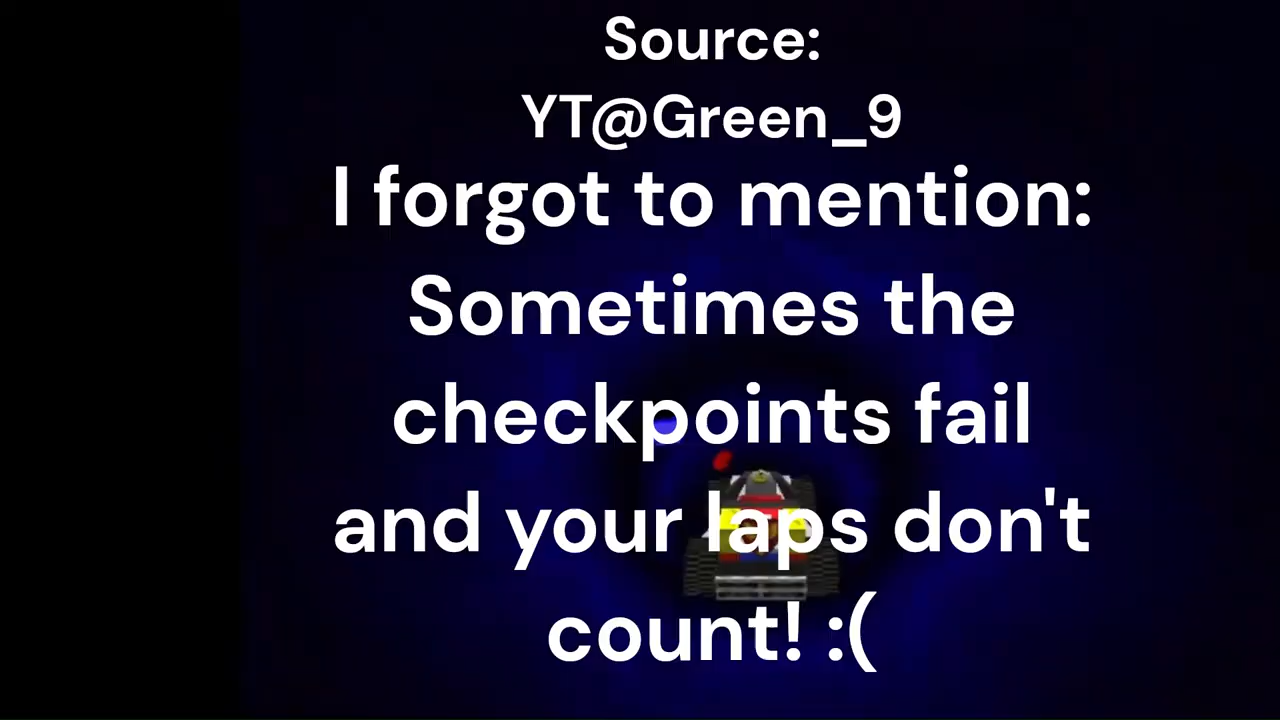 Source:
YT@Green_9
I forgot to mention:
Sometimes the
checkpoints fail
and your laps don't
count! :(